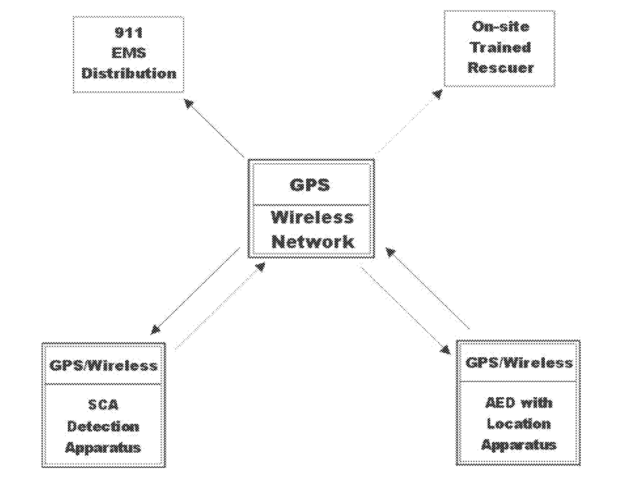 911
EMS
Distribution
On-site
Trained
Rescuer
GPS
Wireless
Network
GPS/Wireless
SCA
Detection
Apparatus
GPS/Wireless
AED with
Location
Apparatus